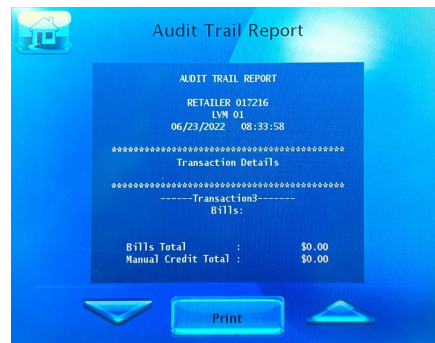 Audit Trail Report
AUDIT TRAIL REPORT
RETAILER 017216
LVM 01
06/23/2022 08:33:58
******************************************
Transaction Details
******************************************
------Transaction3-------
Bills:
Bills Total : $0.00
Manual Credit Total : $0.00
Print